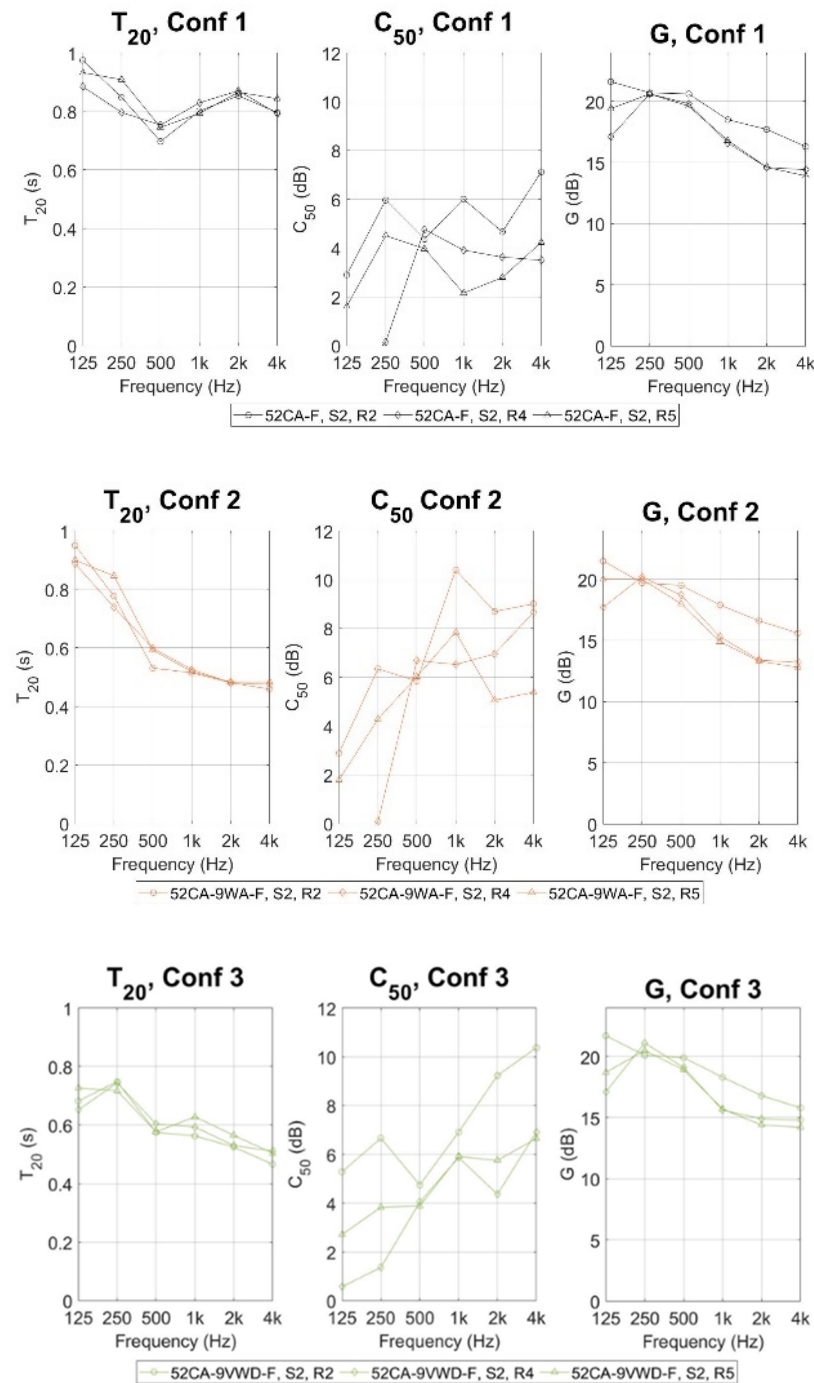 T20, Conf 1
C50, Conf 1
G, Conf 1
1
0.8
0.6
0.4
0.2
0
T20 (s)
125 250 500 1k 2k 4k
Frequency (Hz)
12
10
8
6
4
2
0
C50 (dB)
125 250 500 1k 2k 4k
Frequency (Hz)
20
15
10
5
0
G (dB)
125 250 500 1k 2k 4k
Frequency (Hz)
52CA-F, S2, R2 52CA-F, S2, R4 52CA-F, S2, R5
T20, Conf 2
C50 Conf 2
G, Conf 2
1
0.8
0.6
0.4
0.2
0
T20 (s)
125 250 500 1k 2k 4k
Frequency (Hz)
12
10
8
6
4
2
0
C50 (dB)
125 250 500 1k 2k 4k
Frequency (Hz)
20
15
10
5
0
G (dB)
125 250 500 1k 2k 4k
Frequency (Hz)
52CA-9WA-F, S2, R2 52CA-9WA-F, S2, R4 52CA-9WA-F, S2, R5
T20, Conf 3
C50, Conf 3
G, Conf 3
1
0.8
0.6
0.4
0.2
0
T20 (s)
125 250 500 1k 2k 4k
Frequency (Hz)
12
10
8
6
4
2
0
C50 (dB)
125 250 500 1k 2k 4k
Frequency (Hz)
20
15
10
5
0
G (dB)
125 250 500 1k 2k 4k
Frequency (Hz)
52CA-9VWD-F, S2, R2 52CA-9VWD-F, S2, R4 52CA-9VWD-F, S2, R5